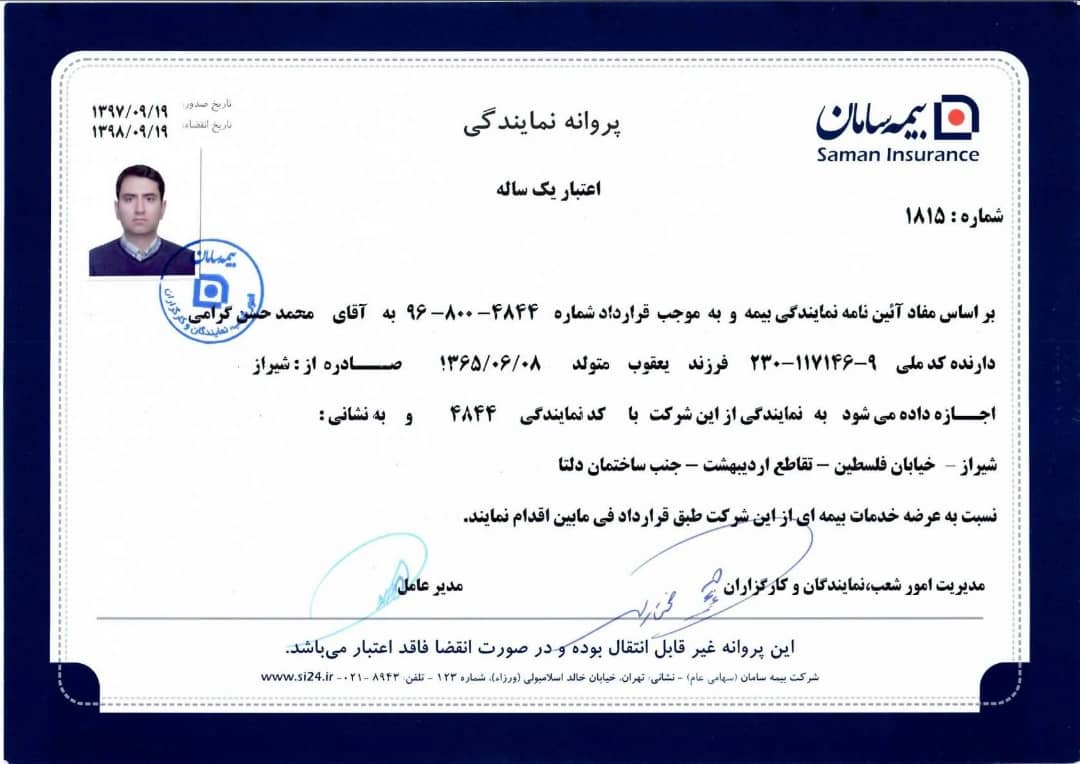 بیمه سامان
Saman Insurance
پروانه نمایندگی
تاریخ صدور: ۱۳۹۷/۰۹/۱۹
تاریخ انقضاء: ۱۳۹۸/۰۹/۱۹
اعتبار یک ساله
شماره : ۱۸۱۵
بیمه سامان
امور شعب، نمایندگان و کارگزاران
بر اساس مفاد آئین نامه نمایندگی بیمه و به موجب قرارداد شماره ۴۸۴۴-۸۰۰-۹۶ به آقای محمد حسن گرامی
دارنده کد ملی ۹-۱۱۷۱۴۶-۲۳۰ فرزند یعقوب متولد ۱۳۶۵/۰۶/۰۸ صـــــادره از : شیراز
اجـــازه داده می شود به نمایندگی از این شرکت با کد نمایندگی ۴۸۴۴ و به نشانی :
شیراز - خیابان فلسطین - تقاطع اردیبهشت - جنب ساختمان دلتا
نسبت به عرضه خدمات بیمه ای از این شرکت طبق قرارداد فی مابین اقدام نمایند.
مدیریت امور شعب،نمایندگان و کارگزاران
مدیر عامل
این پروانه غیر قابل انتقال بوده و در صورت انقضا فاقد اعتبار می‌باشد.
شرکت بیمه سامان (سهامی عام) - نشانی: تهران، خیابان خالد اسلامبولی (وزراء)، شماره ۱۲۳ - تلفن: ۸۹۴۳ -۰۲۱- www.si24.ir